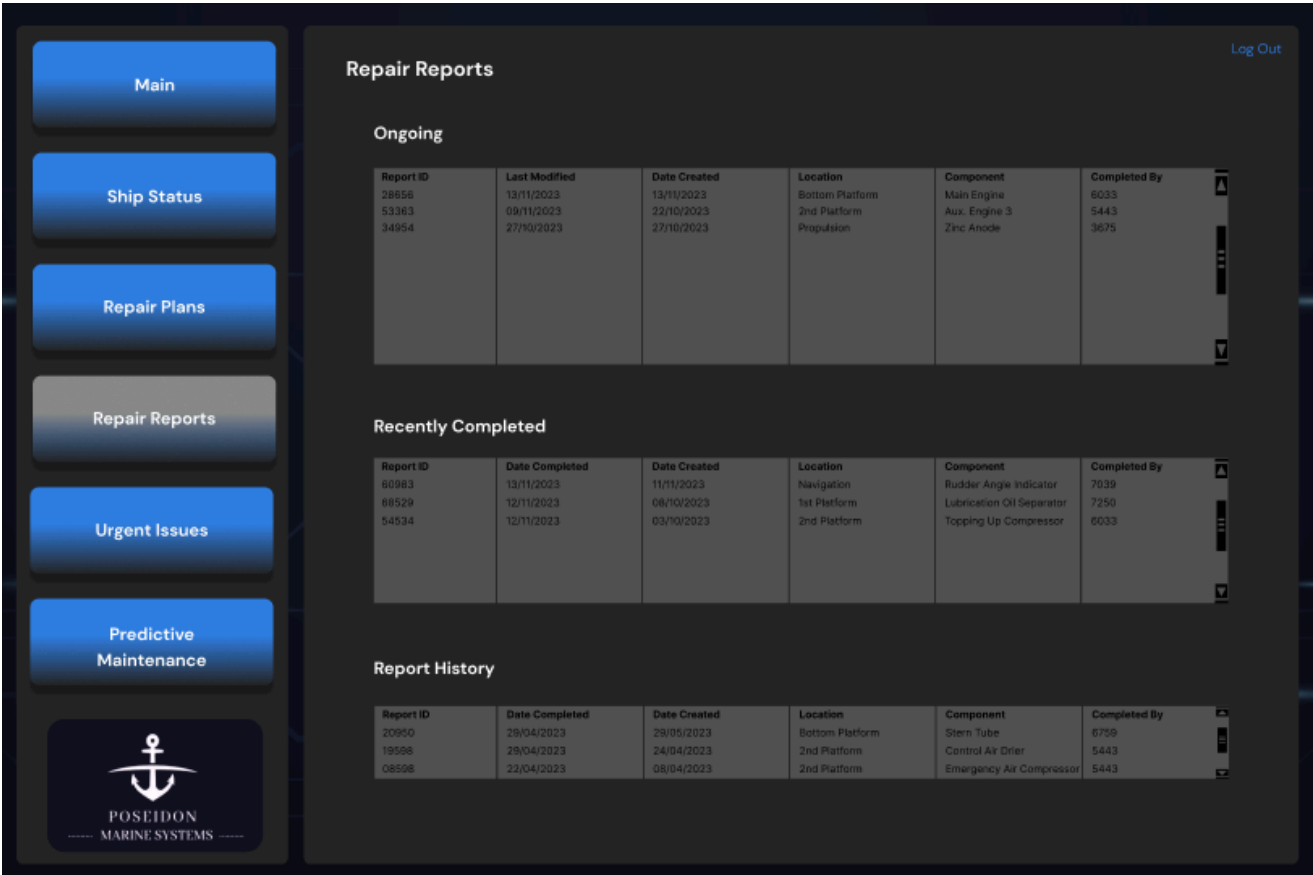 Log Out
Main
Ship Status
Repair Plans
Repair Reports
Urgent Issues
Predictive
Maintenance
POSEIDON
MARINE SYSTEMS
Repair Reports
Ongoing
Report ID Last Modified Date Created Location Component Completed By
28656 13/11/2023 13/11/2023 Bottom Platform Main Engine 6033
53363 09/11/2023 22/10/2023 2nd Platform Aux. Engine 3 5443
34954 27/10/2023 27/10/2023 Propulsion Zinc Anode 3675
Recently Completed
Report ID Date Completed Date Created Location Component Completed By
60983 13/11/2023 11/11/2023 Navigation Rudder Angle Indicator 7039
68529 12/11/2023 08/10/2023 1st Platform Lubrication Oil Separator 7250
54534 12/11/2023 03/10/2023 2nd Platform Topping Up Compressor 6033
Report History
Report ID Date Completed Date Created Location Component Completed By
20950 29/04/2023 29/05/2023 Bottom Platform Stern Tube 6759
19598 29/04/2023 24/04/2023 2nd Platform Control Air Drier 5443
08598 22/04/2023 08/04/2023 2nd Platform Emergency Air Compressor 5443